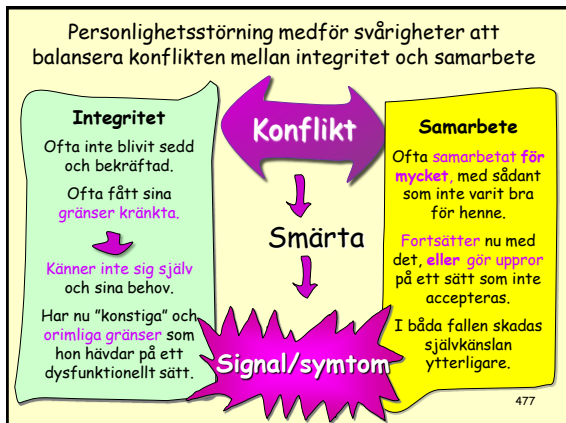 Personlighetsstörning medför svårigheter att
balansera konflikten mellan integritet och samarbete
Integritet
Ofta inte blivit sedd
och bekräftad.
Ofta fått sina
gränser kränkta.
Känner inte sig själv
och sina behov.
Har nu "konstiga" och
orimliga gränser som
hon hävdar på ett
dysfunktionellt sätt.
Konflikt
Smärta
Signal/symtom
Samarbete
Ofta samarbetat för
mycket, med sådant
som inte varit bra
för henne.
Fortsätter nu med
det, eller gör uppror
på ett sätt som inte
accepteras.
I båda fallen skadas
självkänslan
ytterligare.
477